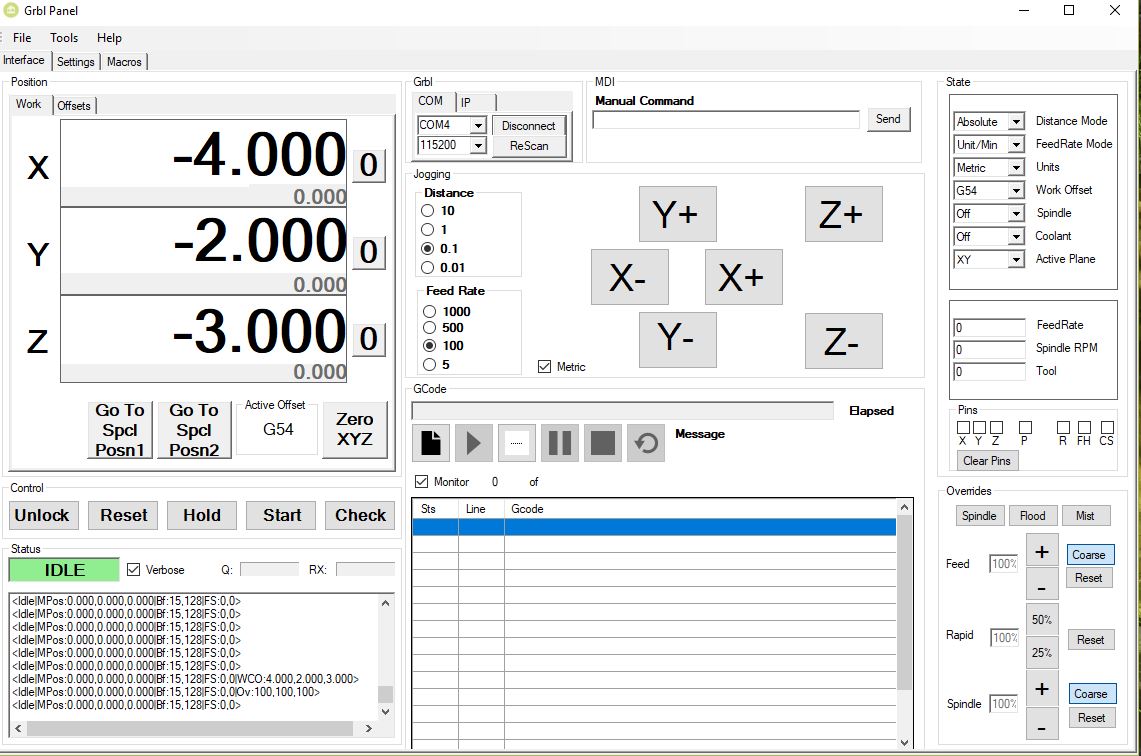 Grbl Panel
File Tools Help
Interface Settings Macros
Position
Work Offsets
X -4.000 0
0.000
Y -2.000 0
0.000
Z -3.000 0
0.000
Go To Spcl Posn1
Go To Spcl Posn2
Active Offset
G54
Zero XYZ
Control
Unlock Reset Hold Start Check
Status
IDLE Verbose Q: RX:
<Idle|MPos:0.000,0.000,0.000|Bf:15,128|FS:0,0>
<Idle|MPos:0.000,0.000,0.000|Bf:15,128|FS:0,0>
<Idle|MPos:0.000,0.000,0.000|Bf:15,128|FS:0,0>
<Idle|MPos:0.000,0.000,0.000|Bf:15,128|FS:0,0>
<Idle|MPos:0.000,0.000,0.000|Bf:15,128|FS:0,0>
<Idle|MPos:0.000,0.000,0.000|Bf:15,128|FS:0,0>
<Idle|MPos:0.000,0.000,0.000|Bf:15,128|FS:0,0|WCO:4.000,2.000,3.000>
<Idle|MPos:0.000,0.000,0.000|Bf:15,128|FS:0,0|Ov:100,100,100>
<Idle|MPos:0.000,0.000,0.000|Bf:15,128|FS:0,0>
Grbl
COM IP
COM4 Disconnect
115200 ReScan
MDI
Manual Command
Send
Jogging
Distance
10
1
0.1
0.01
Feed Rate
1000
500
100
5
Metric
Y+ Z+
X- X+
Y- Z-
GCode
Elapsed
Message
Monitor 0 of
Sts Line Gcode
State
Absolute Distance Mode
Unit/Min FeedRate Mode
Metric Units
G54 Work Offset
Off Spindle
Off Coolant
XY Active Plane
0 FeedRate
0 Spindle RPM
0 Tool
Pins
X Y Z P R FH CS
Clear Pins
Overrides
Spindle Flood Mist
Feed 100% + - Coarse Reset
Rapid 100% 50% 25% Reset
Spindle 100% + - Coarse Reset